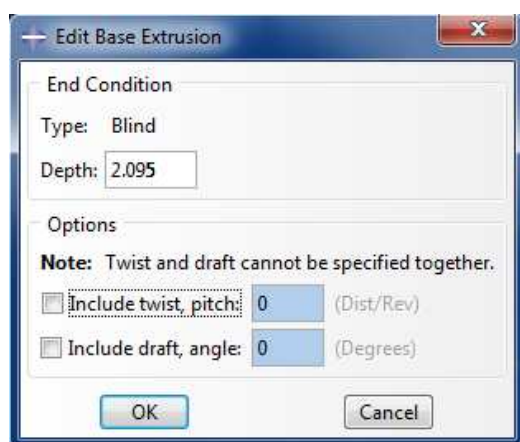 Edit Base Extrusion
End Condition
Type: Blind
Depth: 2.095
Options
Note: Twist and draft cannot be specified together.
Include twist, pitch: 0 (Dist/Rev)
Include draft, angle: 0 (Degrees)
OK Cancel